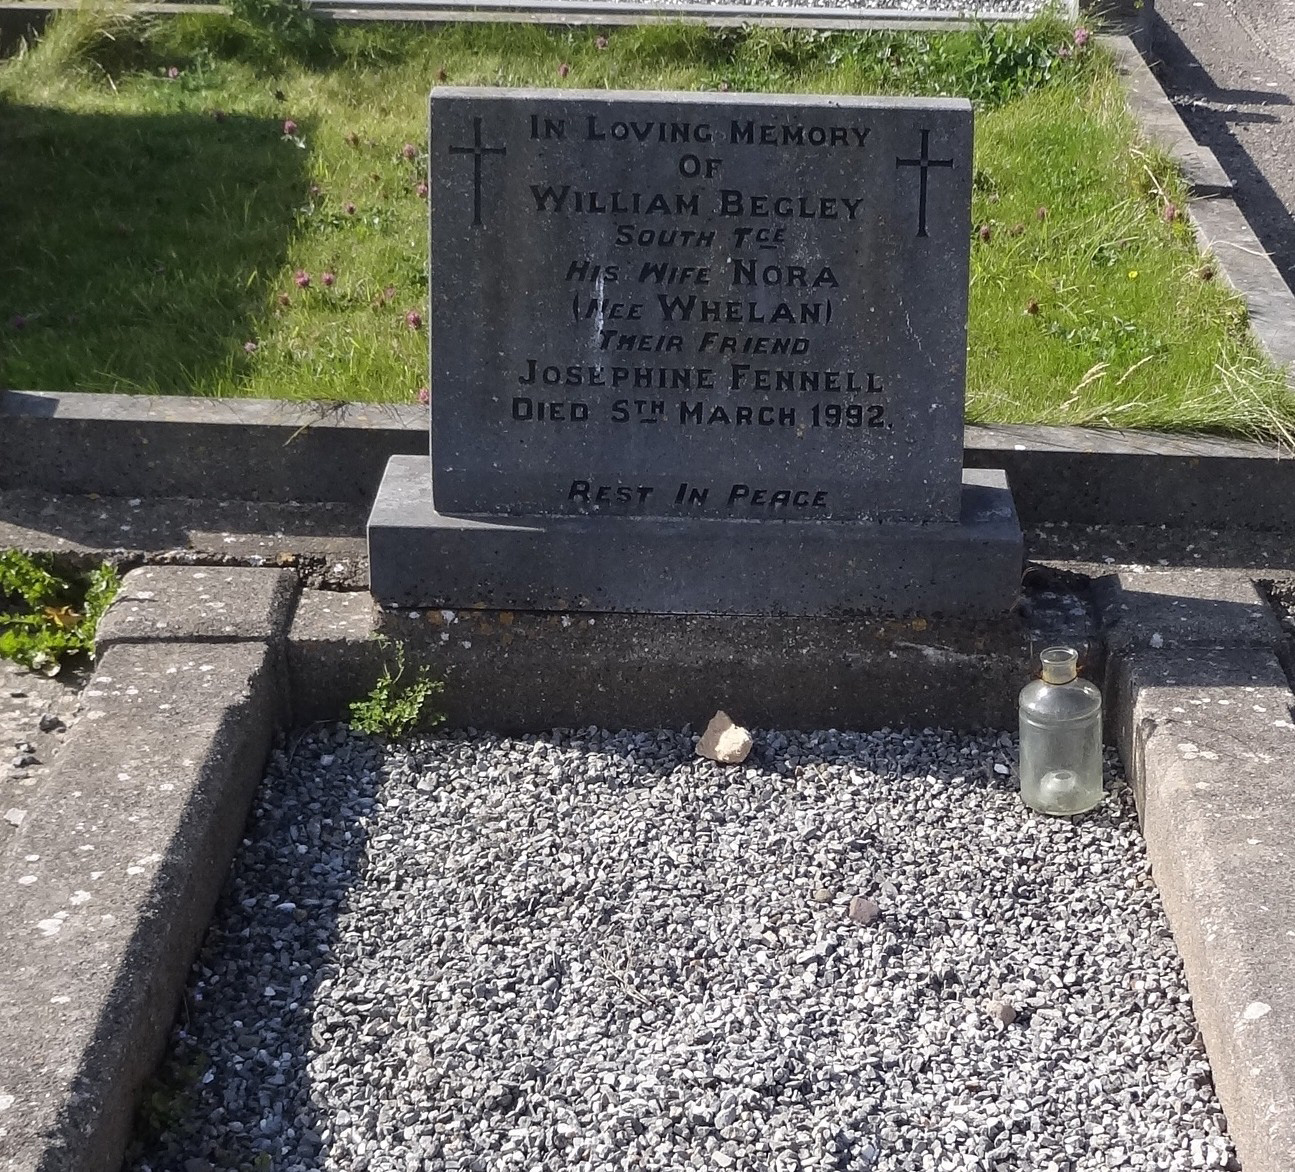 IN LOVING MEMORY
OF
WILLIAM BEGLEY
SOUTH TCE
HIS WIFE NORA
(NEE WHELAN)
THEIR FRIEND
JOSEPHINE FENNELL
DIED 5TH MARCH 1992.
REST IN PEACE